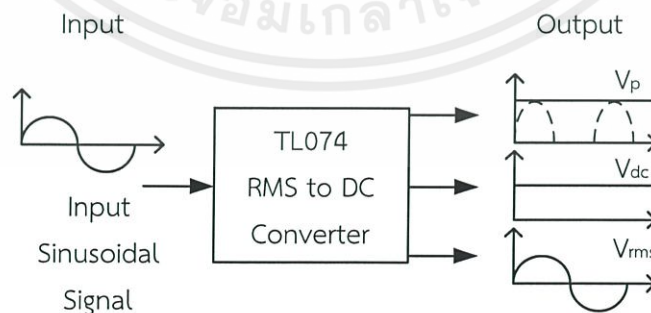 Input
Output
TL074
RMS to DC
Converter
Input
Sinusoidal
Signal
Vp
Vdc
Vrms